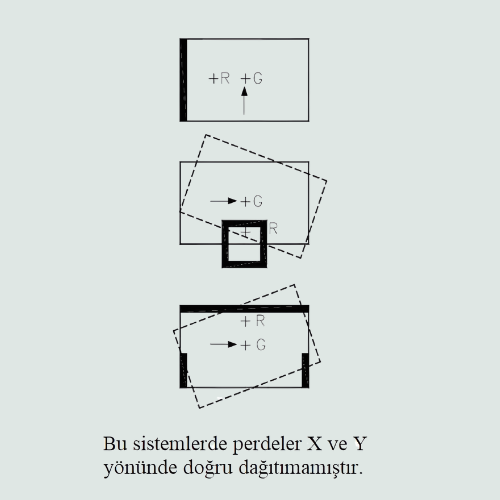 +R +G
+G
+ R
+R
+G
Bu sistemlerde perdeler X ve Y
yönünde doğru dağıtımamıştır.